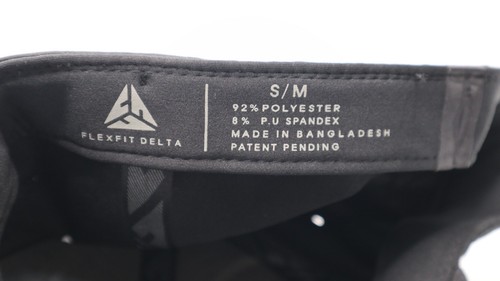 FLEXFIT DELTA
S/M
92% POLYESTER
8% P.U SPANDEX
MADE IN BANGLADESH
PATENT PENDING